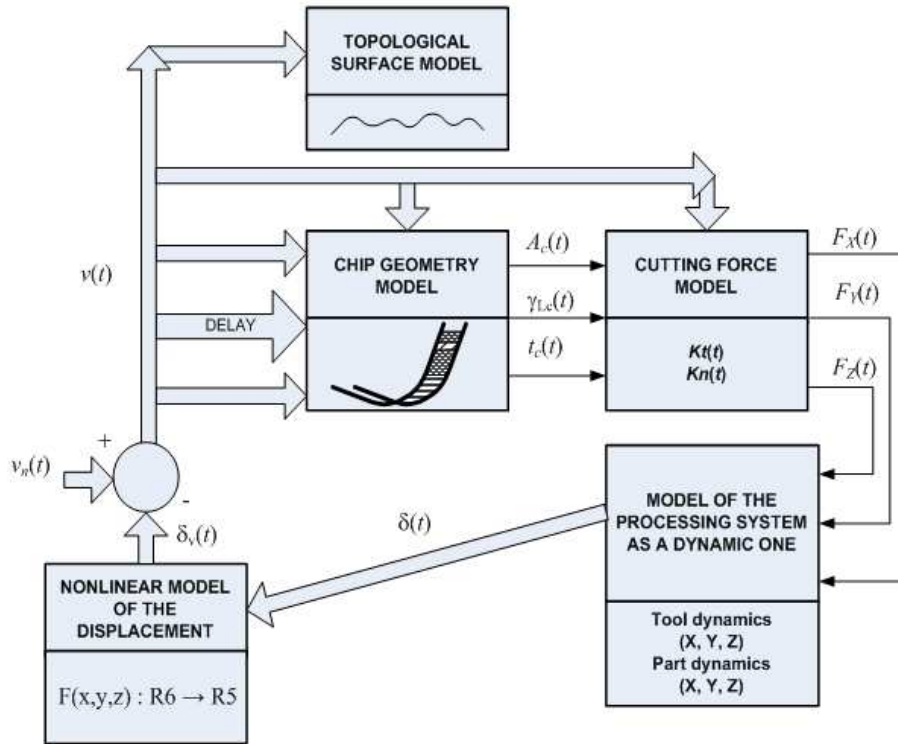 TOPOLOGICAL
SURFACE MODEL
v(t)
DELAY
CHIP GEOMETRY
MODEL
A_c(t)
γ_Lc(t)
t_c(t)
CUTTING FORCE
MODEL
Kt(t)
Kn(t)
F_X(t)
F_Y(t)
F_Z(t)
+
v_n(t)
-
δ_v(t)
δ(t)
MODEL OF THE
PROCESSING SYSTEM
AS A DYNAMIC ONE
Tool dynamics
(X, Y, Z)
Part dynamics
(X, Y, Z)
NONLINEAR MODEL
OF THE
DISPLACEMENT
F(x,y,z) : R6 → R5